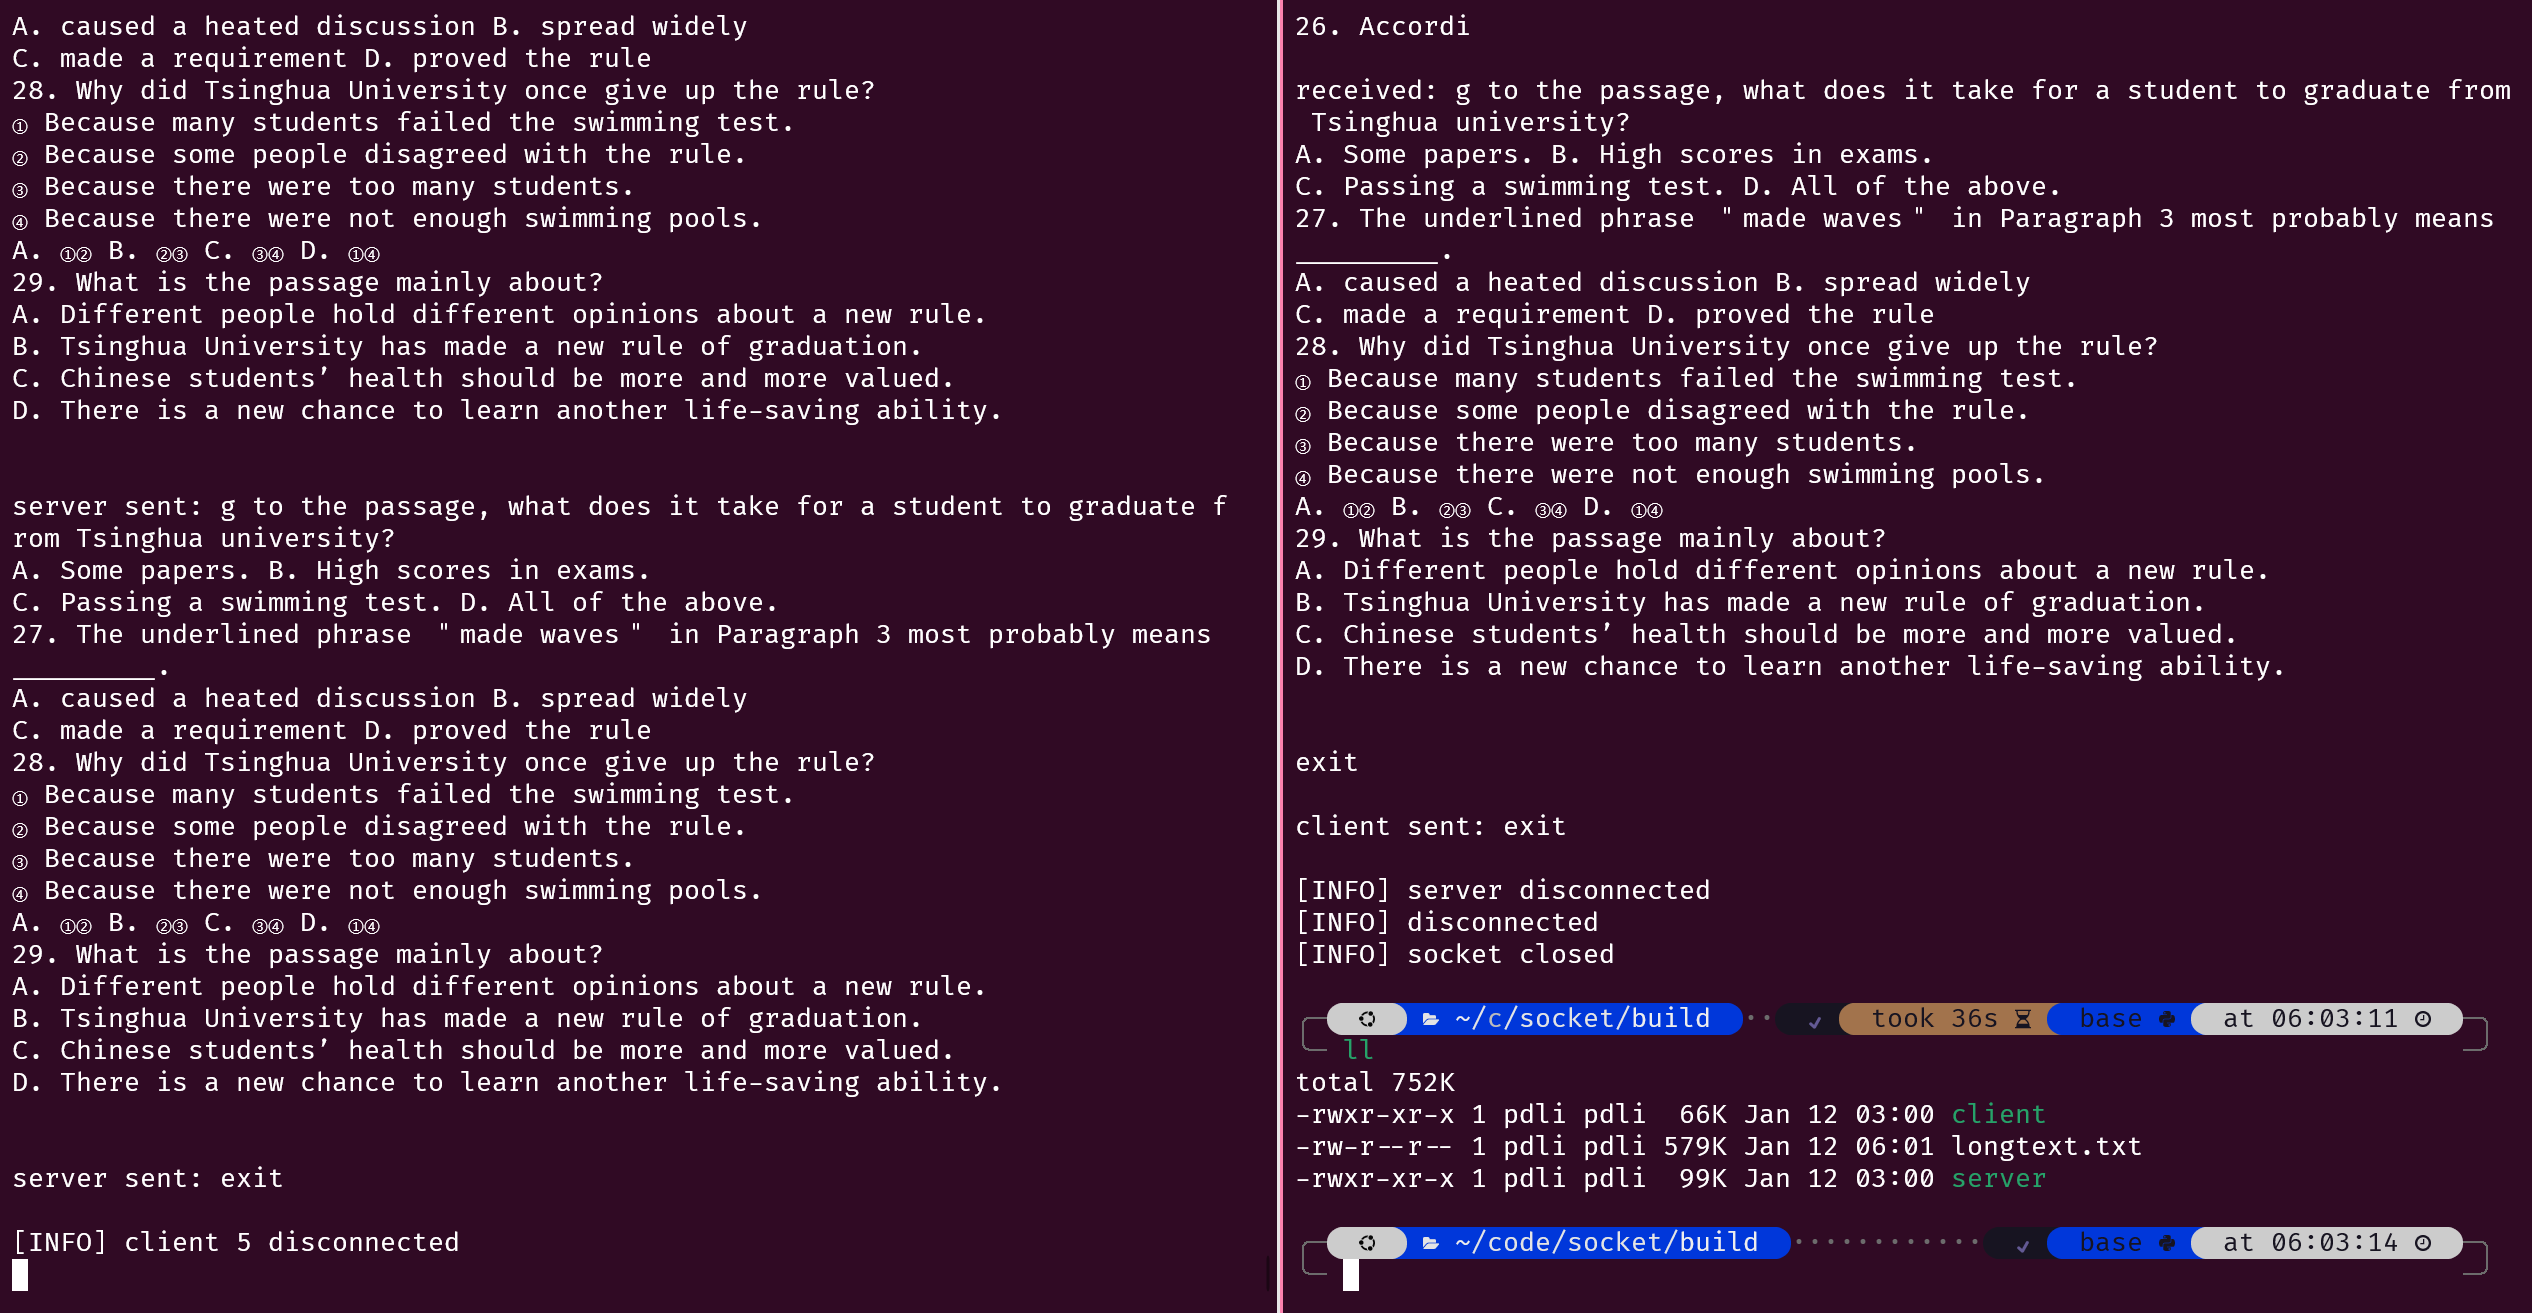 A. caused a heated discussion B. spread widely
C. made a requirement D. proved the rule
28. Why did Tsinghua University once give up the rule?
① Because many students failed the swimming test.
② Because some people disagreed with the rule.
③ Because there were too many students.
④ Because there were not enough swimming pools.
A. ①② B. ②③ C. ③④ D. ①④
29. What is the passage mainly about?
A. Different people hold different opinions about a new rule.
B. Tsinghua University has made a new rule of graduation.
C. Chinese students’ health should be more and more valued.
D. There is a new chance to learn another life-saving ability.
server sent: g to the passage, what does it take for a student to graduate f
rom Tsinghua university?
A. Some papers. B. High scores in exams.
C. Passing a swimming test. D. All of the above.
27. The underlined phrase "made waves" in Paragraph 3 most probably means
_________.
A. caused a heated discussion B. spread widely
C. made a requirement D. proved the rule
28. Why did Tsinghua University once give up the rule?
① Because many students failed the swimming test.
② Because some people disagreed with the rule.
③ Because there were too many students.
④ Because there were not enough swimming pools.
A. ①② B. ②③ C. ③④ D. ①④
29. What is the passage mainly about?
A. Different people hold different opinions about a new rule.
B. Tsinghua University has made a new rule of graduation.
C. Chinese students’ health should be more and more valued.
D. There is a new chance to learn another life-saving ability.
server sent: exit
[INFO] client 5 disconnected
26. Accordi
received: g to the passage, what does it take for a student to graduate from
Tsinghua university?
A. Some papers. B. High scores in exams.
C. Passing a swimming test. D. All of the above.
27. The underlined phrase "made waves" in Paragraph 3 most probably means
_________.
A. caused a heated discussion B. spread widely
C. made a requirement D. proved the rule
28. Why did Tsinghua University once give up the rule?
① Because many students failed the swimming test.
② Because some people disagreed with the rule.
③ Because there were too many students.
④ Because there were not enough swimming pools.
A. ①② B. ②③ C. ③④ D. ①④
29. What is the passage mainly about?
A. Different people hold different opinions about a new rule.
B. Tsinghua University has made a new rule of graduation.
C. Chinese students’ health should be more and more valued.
D. There is a new chance to learn another life-saving ability.
exit
client sent: exit
[INFO] server disconnected
[INFO] disconnected
[INFO] socket closed
~/c/socket/build ·· ✓ took 36s base at 06:03:11
ll
total 752K
-rwxr-xr-x 1 pdli pdli  66K Jan 12 03:00 client
-rw-r--r-- 1 pdli pdli 579K Jan 12 06:01 longtext.txt
-rwxr-xr-x 1 pdli pdli  99K Jan 12 03:00 server
~/code/socket/build ············ ✓ base at 06:03:14